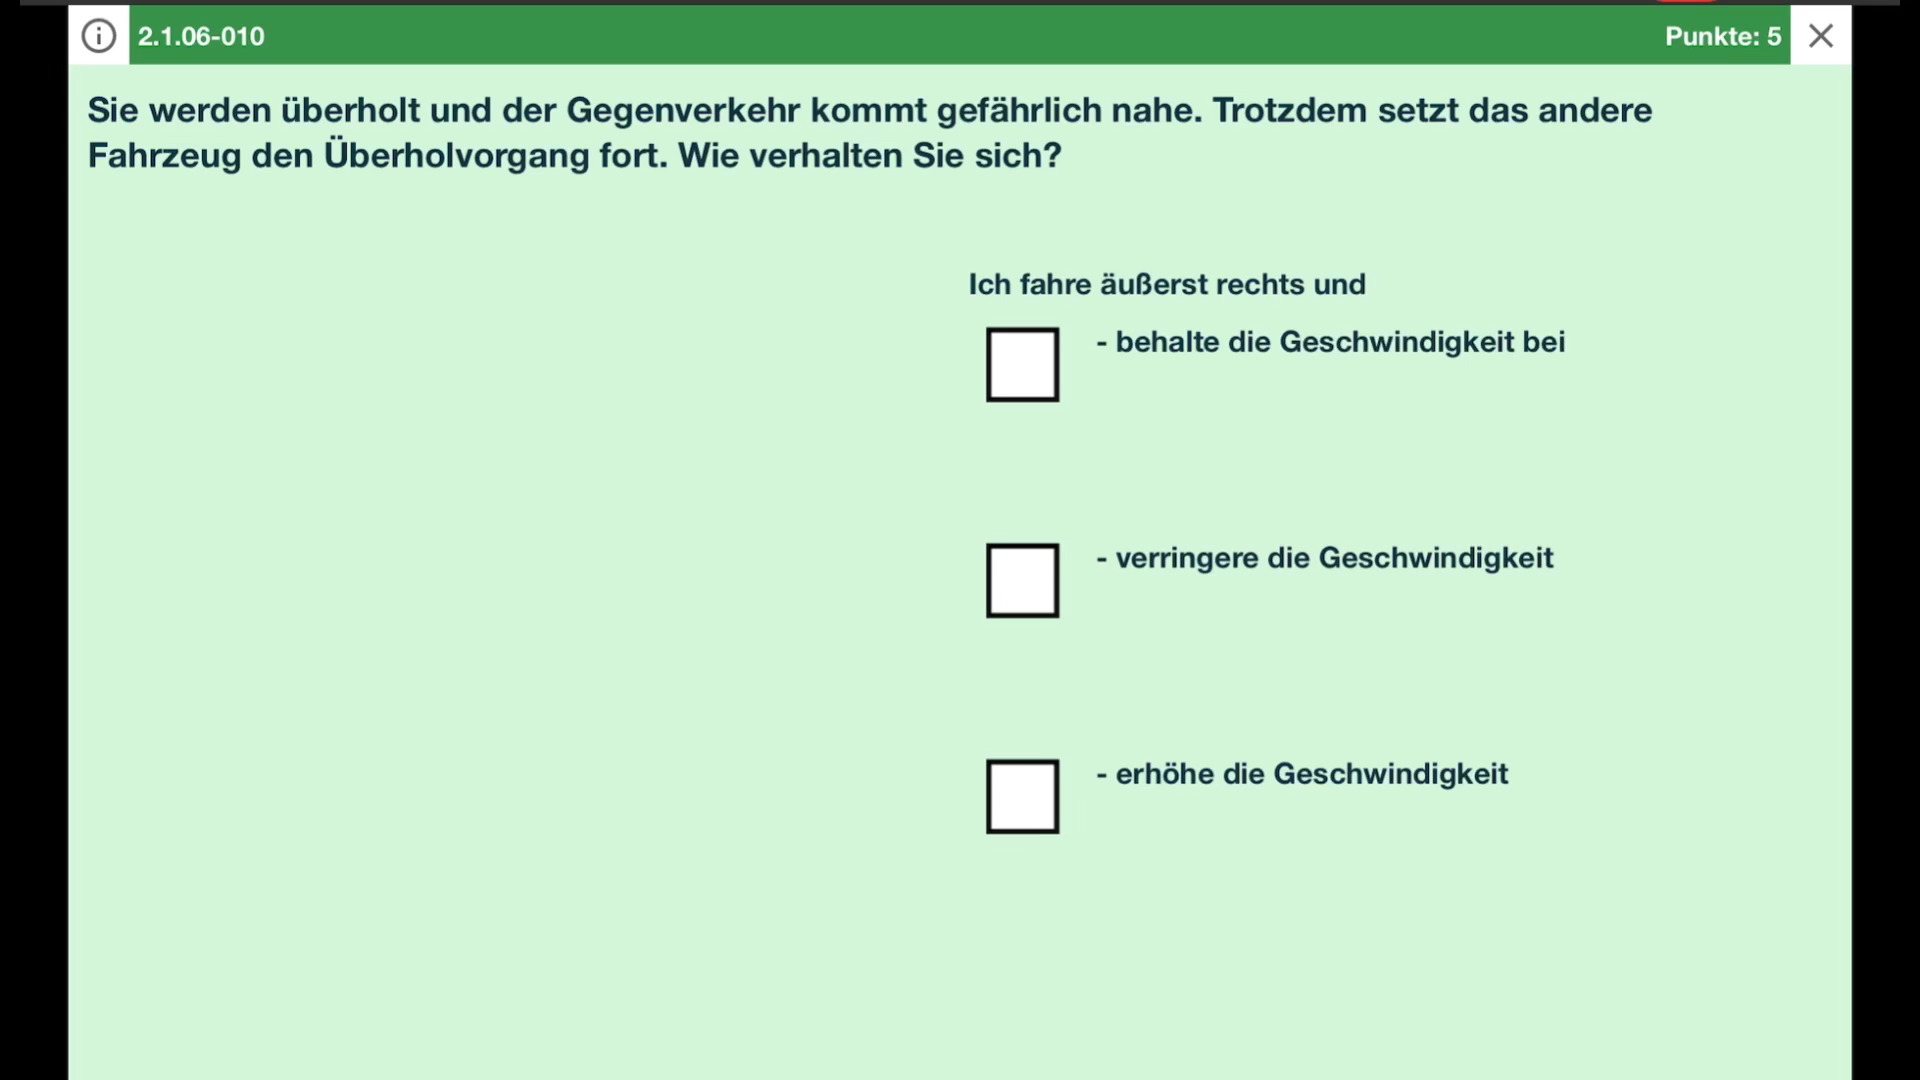 2.1.06-010
Punkte: 5
Sie werden überholt und der Gegenverkehr kommt gefährlich nahe. Trotzdem setzt das andere
Fahrzeug den Überholvorgang fort. Wie verhalten Sie sich?
Ich fahre äußerst rechts und
- behalte die Geschwindigkeit bei
- verringere die Geschwindigkeit
- erhöhe die Geschwindigkeit